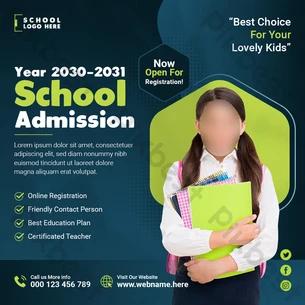 SCHOOL
LOGO HERE
“Best Choice
For Your
Lovely Kids”
Now
Open For
Registration!
Year 2030-2031
School
Admission
Lorem ipsum dolor sit amet,
consectetuer adipiscing elit, sed
diam nonummy nibh euismod
tincidunt ut laoreet dolore
magna aliquam erat volutpat.
Online Registration
Friendly Contact Person
Best Education Plan
Certificated Teacher
Call us for more info
000 123 456 789
Visit Our Website
www.webname.here